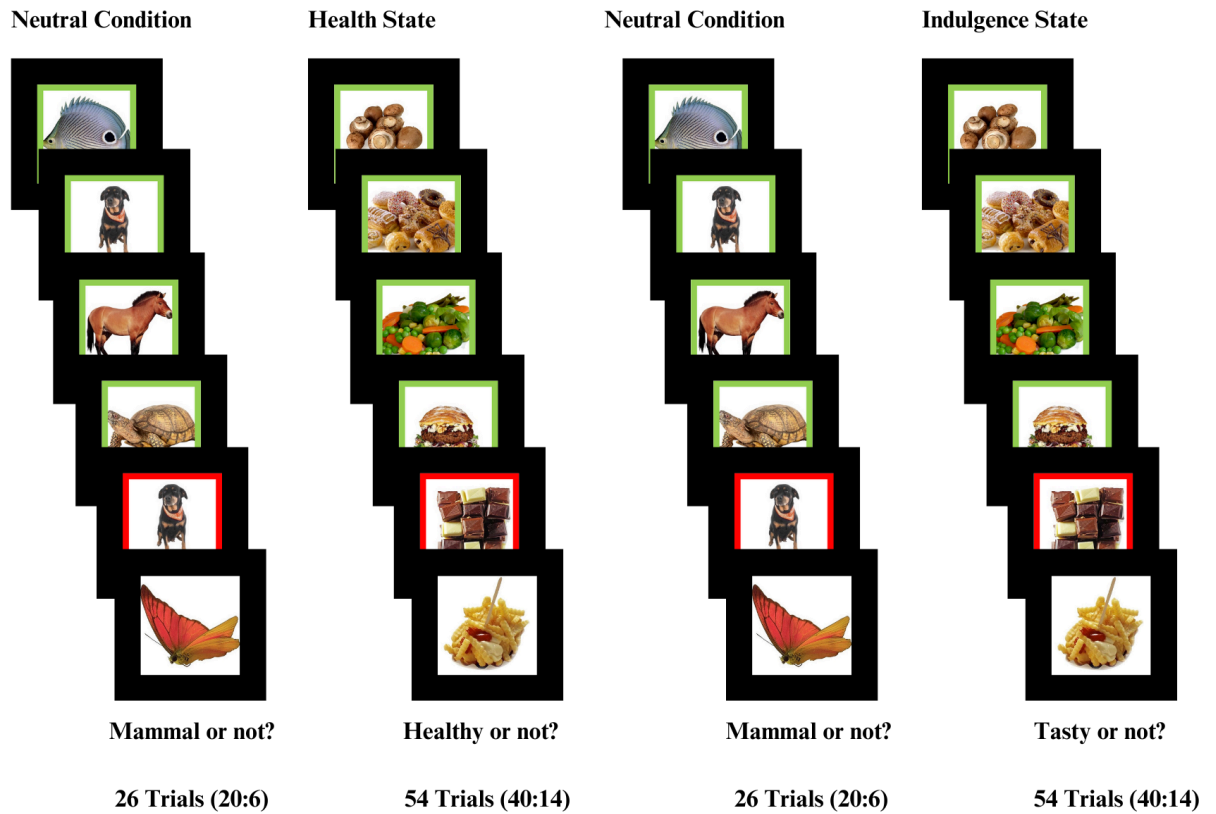 Neutral Condition
Health State
Neutral Condition
Indulgence State
Mammal or not?
Healthy or not?
Mammal or not?
Tasty or not?
26 Trials (20:6)
54 Trials (40:14)
26 Trials (20:6)
54 Trials (40:14)